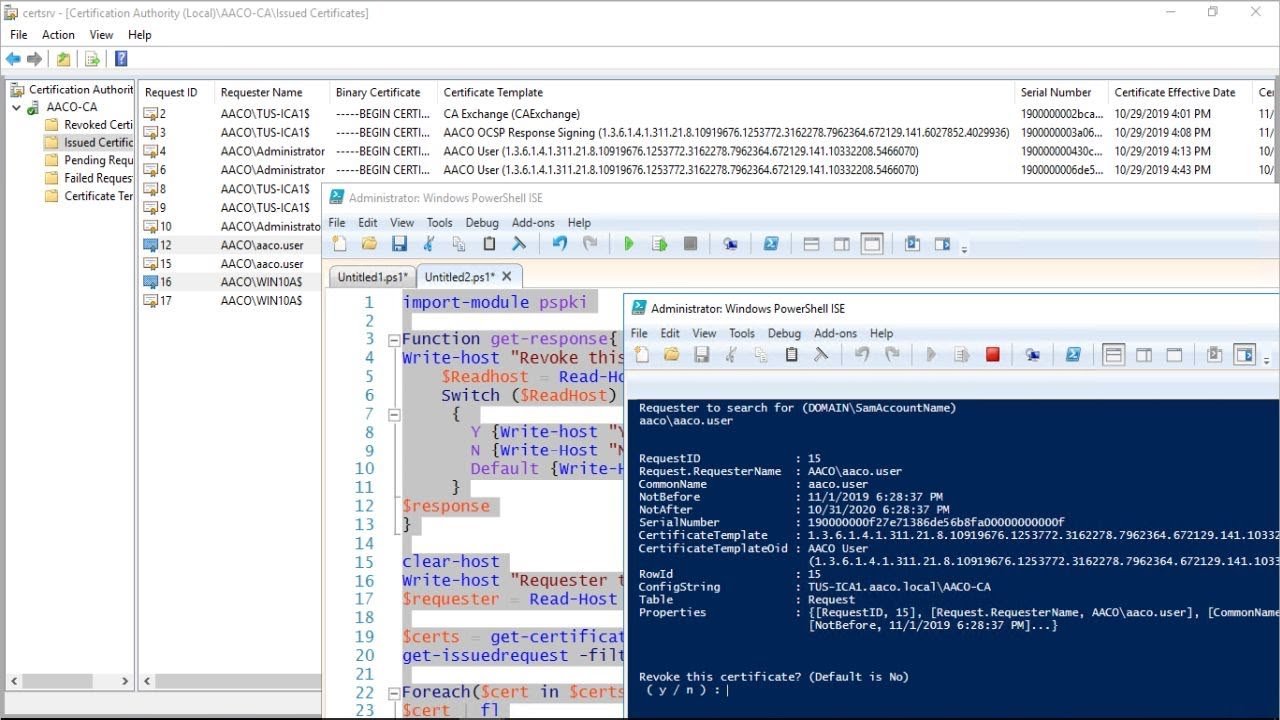 certsrv - [Certification Authority (Local)\AACO-CA\Issued Certificates]
File Action View Help
Certification Authorit
AACO-CA
Revoked Certi
Issued Certific
Pending Requ
Failed Request
Certificate Ter
Request ID Requester Name Binary Certificate Certificate Template Serial Number Certificate Effective Date Cer
2 AACO\TUS-ICA1$ -----BEGIN CERTI... CA Exchange (CAExchange) 1900000002bca... 10/29/2019 4:01 PM 11/
3 AACO\TUS-ICA1$ -----BEGIN CERTI... AACO OCSP Response Signing (1.3.6.1.4.1.311.21.8.10919676.1253772.3162278.7962364.672129.141.6027852.4029936) 190000003a06... 10/29/2019 4:08 PM 11/
4 AACO\Administrator -----BEGIN CERTI... AACO User (1.3.6.1.4.1.311.21.8.10919676.1253772.3162278.7962364.672129.141.10332208.5466070) 19000000430c... 10/29/2019 4:13 PM 10/
6 AACO\Administrator -----BEGIN CERTI... AACO User (1.3.6.1.4.1.311.21.8.10919676.1253772.3162278.7962364.672129.141.10332208.5466070) 1900000006de5... 10/29/2019 4:43 PM 10/
8 AACO\TUS-ICA1$
9 AACO\TUS-ICA1$
10 AACO\Administrato
12 AACO\aaco.user
15 AACO\aaco.user
16 AACO\WIN10A$
17 AACO\WIN10A$
Administrator: Windows PowerShell ISE
File Edit View Tools Debug Add-ons Help
Untitled1.ps1* Untitled2.ps1*
1 import-module pspki
2
3 Function get-response{
4 Write-host "Revoke this
5 $Readhost = Read-Ho
6 Switch ($ReadHost)
7 {
8 Y {Write-host "Y
9 N {Write-Host "N
10 Default {Write-H
11 }
12 $response
13 }
14
15 clear-host
16 Write-host "Requester t
17 $requester = Read-Host
18
19 $certs = get-certificat
20 get-issuedrequest -filt
21
22 Foreach($cert in $certs
23 $cert | fl
Administrator: Windows PowerShell ISE
File Edit View Tools Debug Add-ons Help
Requester to search for (DOMAIN\SamAccountName)
aaco\aaco.user
RequestID : 15
Request.RequesterName : AACO\aaco.user
CommonName : aaco.user
NotBefore : 11/1/2019 6:28:37 PM
NotAfter : 10/31/2020 6:28:37 PM
SerialNumber : 190000000f27e71386de56b8fa00000000000f
CertificateTemplate : 1.3.6.1.4.1.311.21.8.10919676.1253772.3162278.7962364.672129.141.10332
CertificateTemplateOid : AACO User
(1.3.6.1.4.1.311.21.8.10919676.1253772.3162278.7962364.672129.141.1033
RowId : 15
ConfigString : TUS-ICA1.aaco.local\AACO-CA
Table : Request
Properties : {[RequestID, 15], [Request.RequesterName, AACO\aaco.user], [CommonName
[NotBefore, 11/1/2019 6:28:37 PM]...}
Revoke this certificate? (Default is No)
( y / n ) :